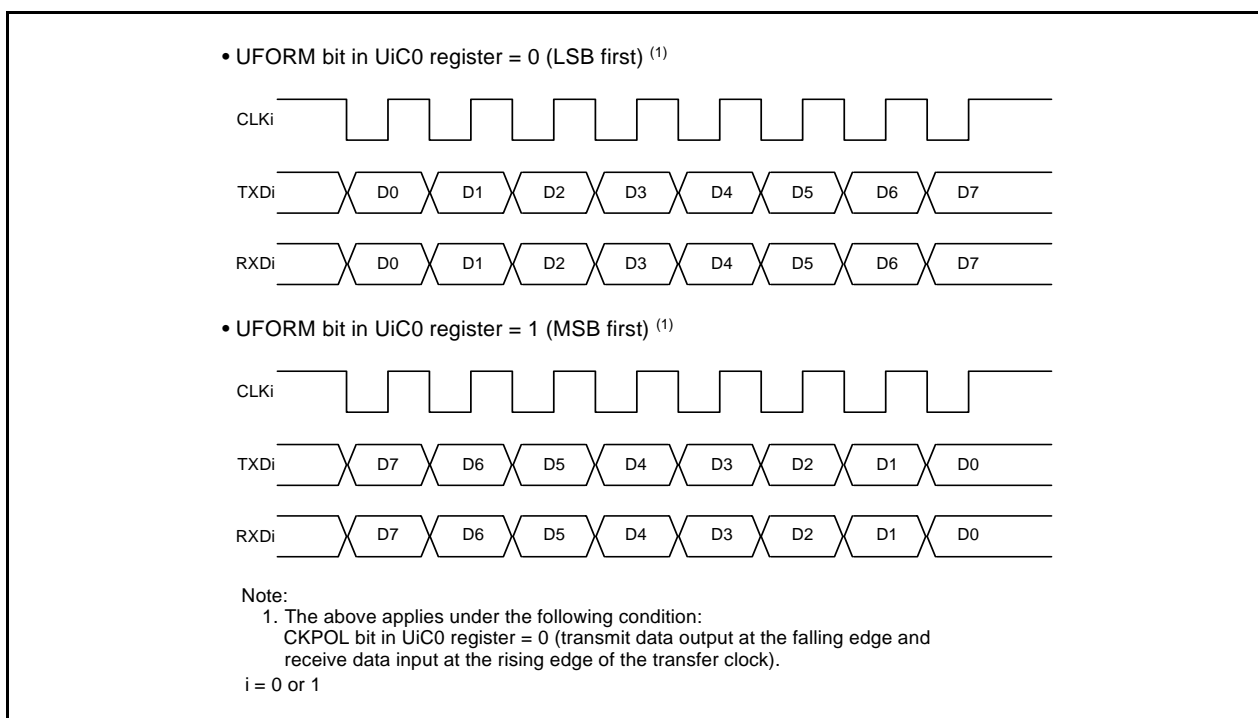 • UFORM bit in UiC0 register = 0 (LSB first) (1)
CLKi
TXDi D0 D1 D2 D3 D4 D5 D6 D7
RXDi D0 D1 D2 D3 D4 D5 D6 D7
• UFORM bit in UiC0 register = 1 (MSB first) (1)
CLKi
TXDi D7 D6 D5 D4 D3 D2 D1 D0
RXDi D7 D6 D5 D4 D3 D2 D1 D0
Note:
1. The above applies under the following condition:
CKPOL bit in UiC0 register = 0 (transmit data output at the falling edge and
receive data input at the rising edge of the transfer clock).
i = 0 or 1